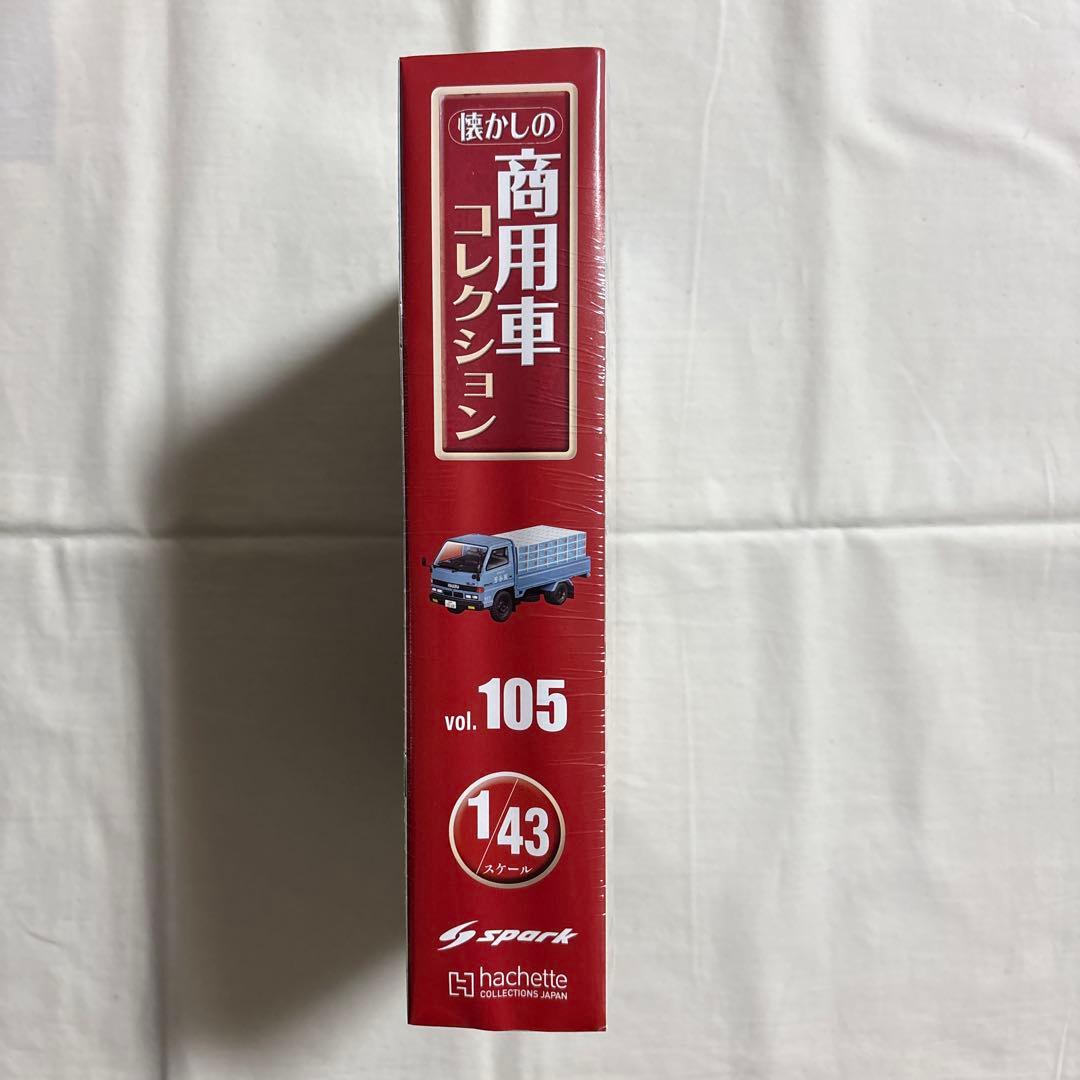 懐かしの
商用車
コレクション
ISUZU
vol. 105
1/43
スケール
spark
hachette
COLLECTIONS JAPAN